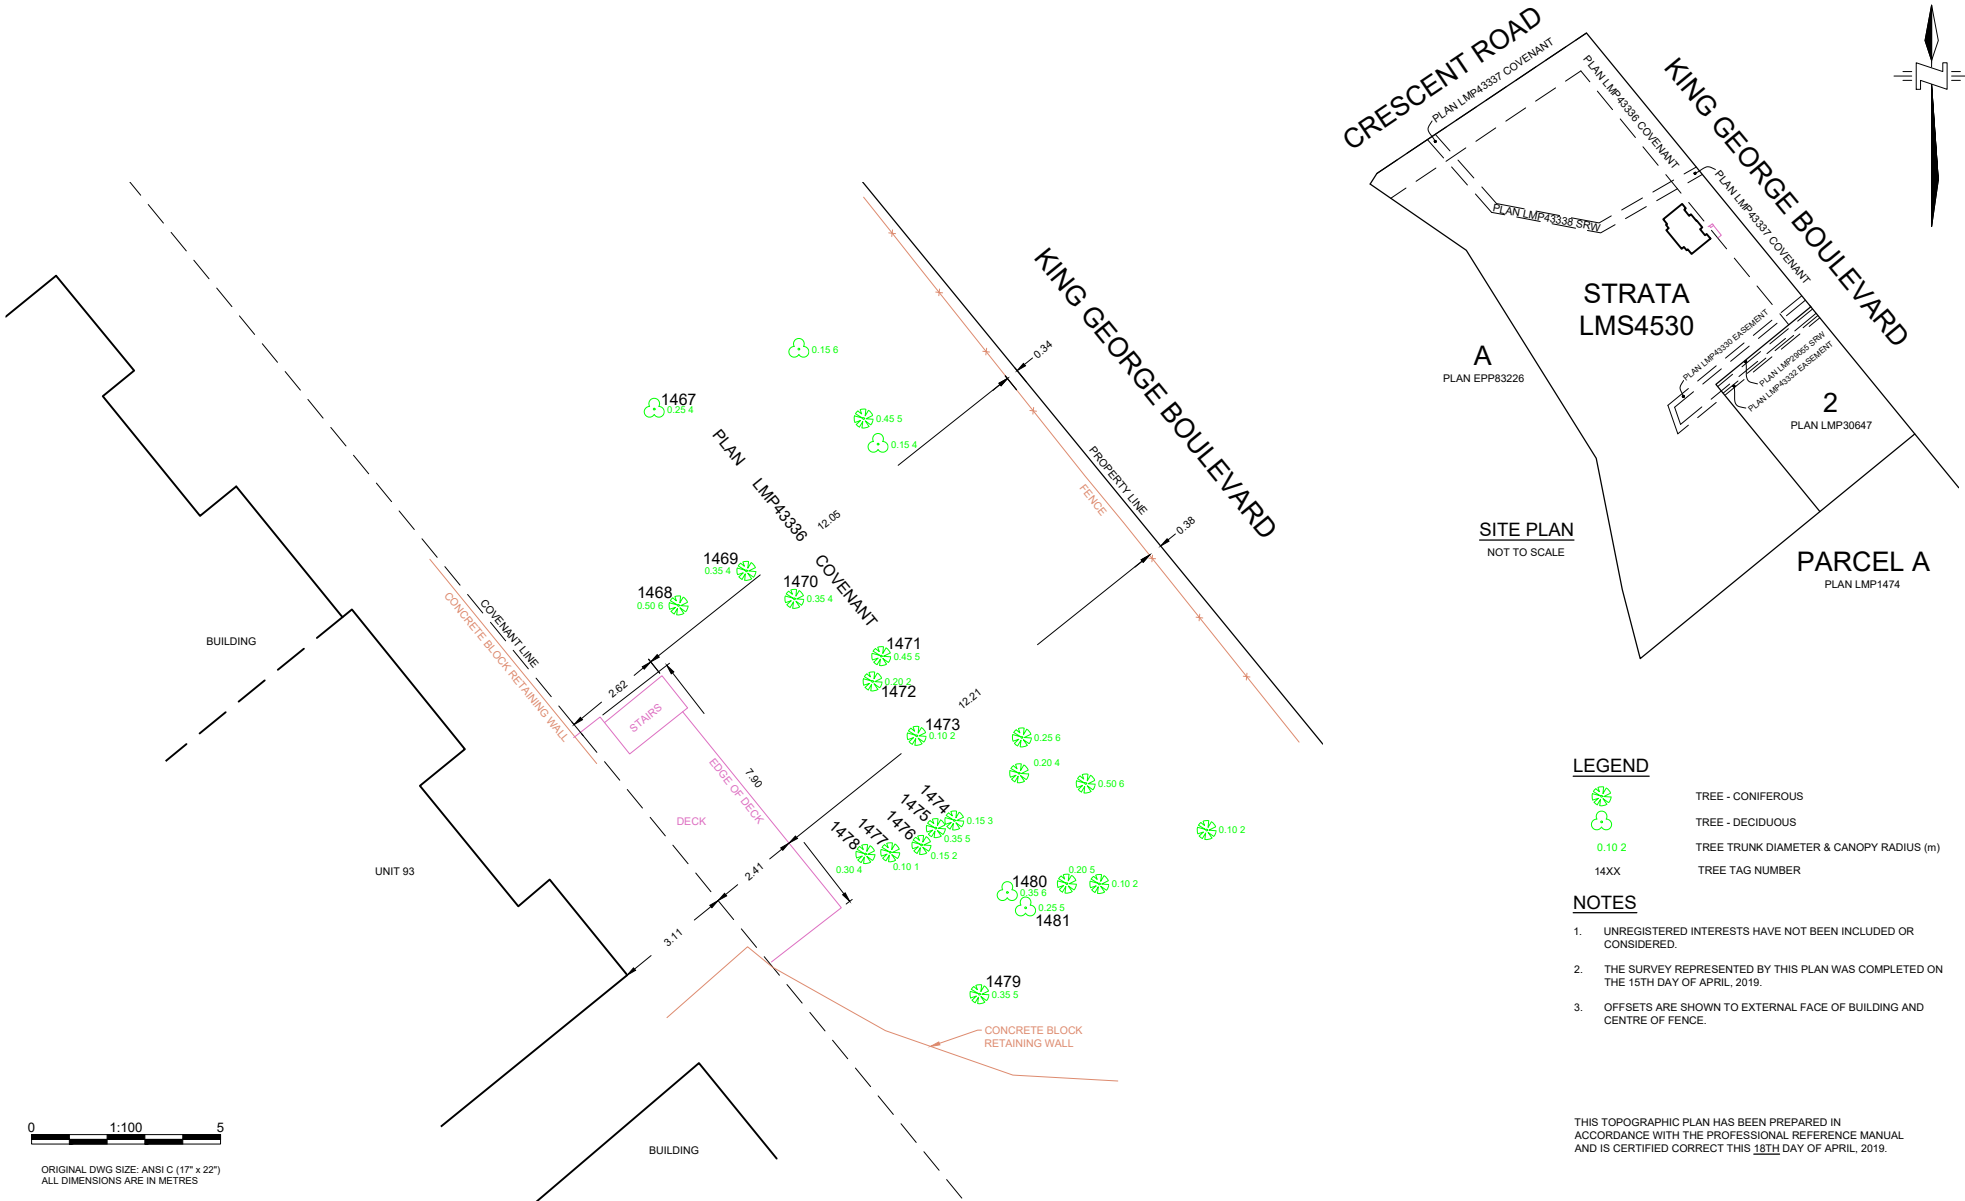 CRESCENT ROAD
PLAN LMP43337 COVENANT
PLAN LMP43336 COVENANT
KING GEORGE BOULEVARD
PLAN LMP43337 COVENANT
PLAN LMP43338 SRW
N
STRATA
LMS4530
A
PLAN EPP83226
PLAN LMP43330 EASEMENT
PLAN LMP29055 SRW
PLAN LMP43332 EASEMENT
2
PLAN LMP30647
SITE PLAN
NOT TO SCALE
PARCEL A
PLAN LMP1474
KING GEORGE BOULEVARD
0.34
PROPERTY LINE
FENCE
0.38
0.15 6
1467
0.25 4
0.45 5
0.15 4
PLAN LMP43336 COVENANT
12.05
1469
0.35 4
1468
0.50 6
1470
0.35 4
1471
0.45 5
0.20 2
1472
12.21
1473
0.10 2
0.25 6
0.20 4
0.50 6
0.10 2
COVENANT LINE
CONCRETE BLOCK RETAINING WALL
BUILDING
2.62
STAIRS
7.90
EDGE OF DECK
DECK
UNIT 93
2.41
3.11
1474
0.15 3
1475
0.35 5
1476
0.15 2
1477
0.10 1
1478
0.30 4
1480
0.35 6
0.25 5
1481
0.20 5
0.10 2
1479
0.35 5
CONCRETE BLOCK
RETAINING WALL
BUILDING
LEGEND
TREE - CONIFEROUS
TREE - DECIDUOUS
0.10 2 TREE TRUNK DIAMETER & CANOPY RADIUS (m)
14XX TREE TAG NUMBER
NOTES
1. UNREGISTERED INTERESTS HAVE NOT BEEN INCLUDED OR
CONSIDERED.
2. THE SURVEY REPRESENTED BY THIS PLAN WAS COMPLETED ON
THE 15TH DAY OF APRIL, 2019.
3. OFFSETS ARE SHOWN TO EXTERNAL FACE OF BUILDING AND
CENTRE OF FENCE.
THIS TOPOGRAPHIC PLAN HAS BEEN PREPARED IN
ACCORDANCE WITH THE PROFESSIONAL REFERENCE MANUAL
AND IS CERTIFIED CORRECT THIS 18TH DAY OF APRIL, 2019.
0 1:100 5
ORIGINAL DWG SIZE: ANSI C (17" x 22")
ALL DIMENSIONS ARE IN METRES